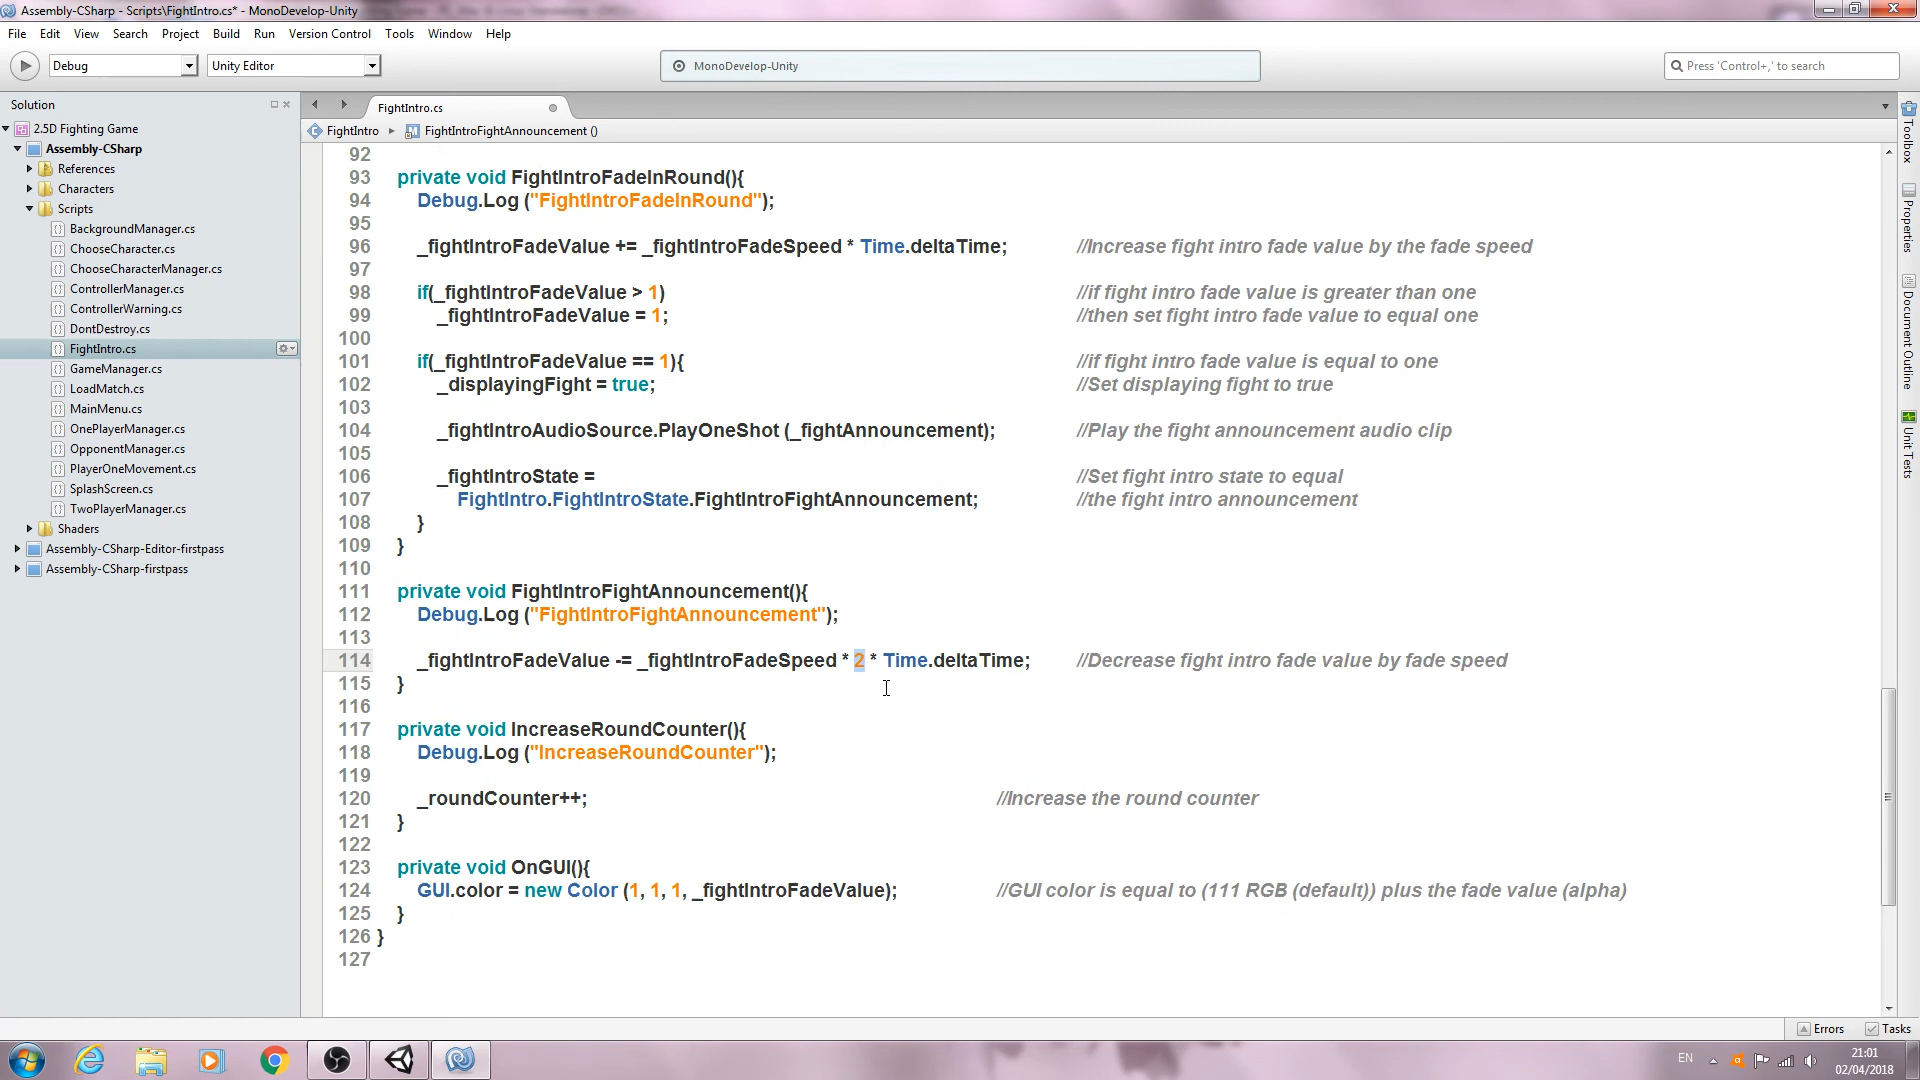 Assembly-CSharp - Scripts\FightIntro.cs* - MonoDevelop-Unity
File Edit View Search Project Build Run Version Control Tools Window Help
Debug Unity Editor MonoDevelop-Unity Press 'Control+,' to search
Solution
2.5D Fighting Game
Assembly-CSharp
References
Characters
Scripts
BackgroundManager.cs
ChooseCharacter.cs
ChooseCharacterManager.cs
ControllerManager.cs
ControllerWarning.cs
DontDestroy.cs
FightIntro.cs
GameManager.cs
LoadMatch.cs
MainMenu.cs
OnePlayerManager.cs
OpponentManager.cs
PlayerOneMovement.cs
SplashScreen.cs
TwoPlayerManager.cs
Shaders
Assembly-CSharp-Editor-firstpass
Assembly-CSharp-firstpass
FightIntro.cs
FightIntro FightIntroFightAnnouncement ()
92
93 private void FightIntroFadeInRound(){
94 Debug.Log ("FightIntroFadeInRound");
95
96 _fightIntroFadeValue += _fightIntroFadeSpeed * Time.deltaTime; //Increase fight intro fade value by the fade speed
97
98 if(_fightIntroFadeValue > 1) //if fight intro fade value is greater than one
99 _fightIntroFadeValue = 1; //then set fight intro fade value to equal one
100
101 if(_fightIntroFadeValue == 1){ //if fight intro fade value is equal to one
102 _displayingFight = true; //Set displaying fight to true
103
104 _fightIntroAudioSource.PlayOneShot (_fightAnnouncement); //Play the fight announcement audio clip
105
106 _fightIntroState = //Set fight intro state to equal
107 FightIntro.FightIntroState.FightIntroFightAnnouncement; //the fight intro announcement
108 }
109 }
110
111 private void FightIntroFightAnnouncement(){
112 Debug.Log ("FightIntroFightAnnouncement");
113
114 _fightIntroFadeValue -= _fightIntroFadeSpeed * 2 * Time.deltaTime; //Decrease fight intro fade value by fade speed
115 }
116
117 private void IncreaseRoundCounter(){
118 Debug.Log ("IncreaseRoundCounter");
119
120 _roundCounter++; //Increase the round counter
121 }
122
123 private void OnGUI(){
124 GUI.color = new Color (1, 1, 1, _fightIntroFadeValue); //GUI color is equal to (111 RGB (default)) plus the fade value (alpha)
125 }
126 }
127
Toolbox
Properties
Document Outline
Unit Tests
Errors Tasks
EN
21:01
02/04/2018